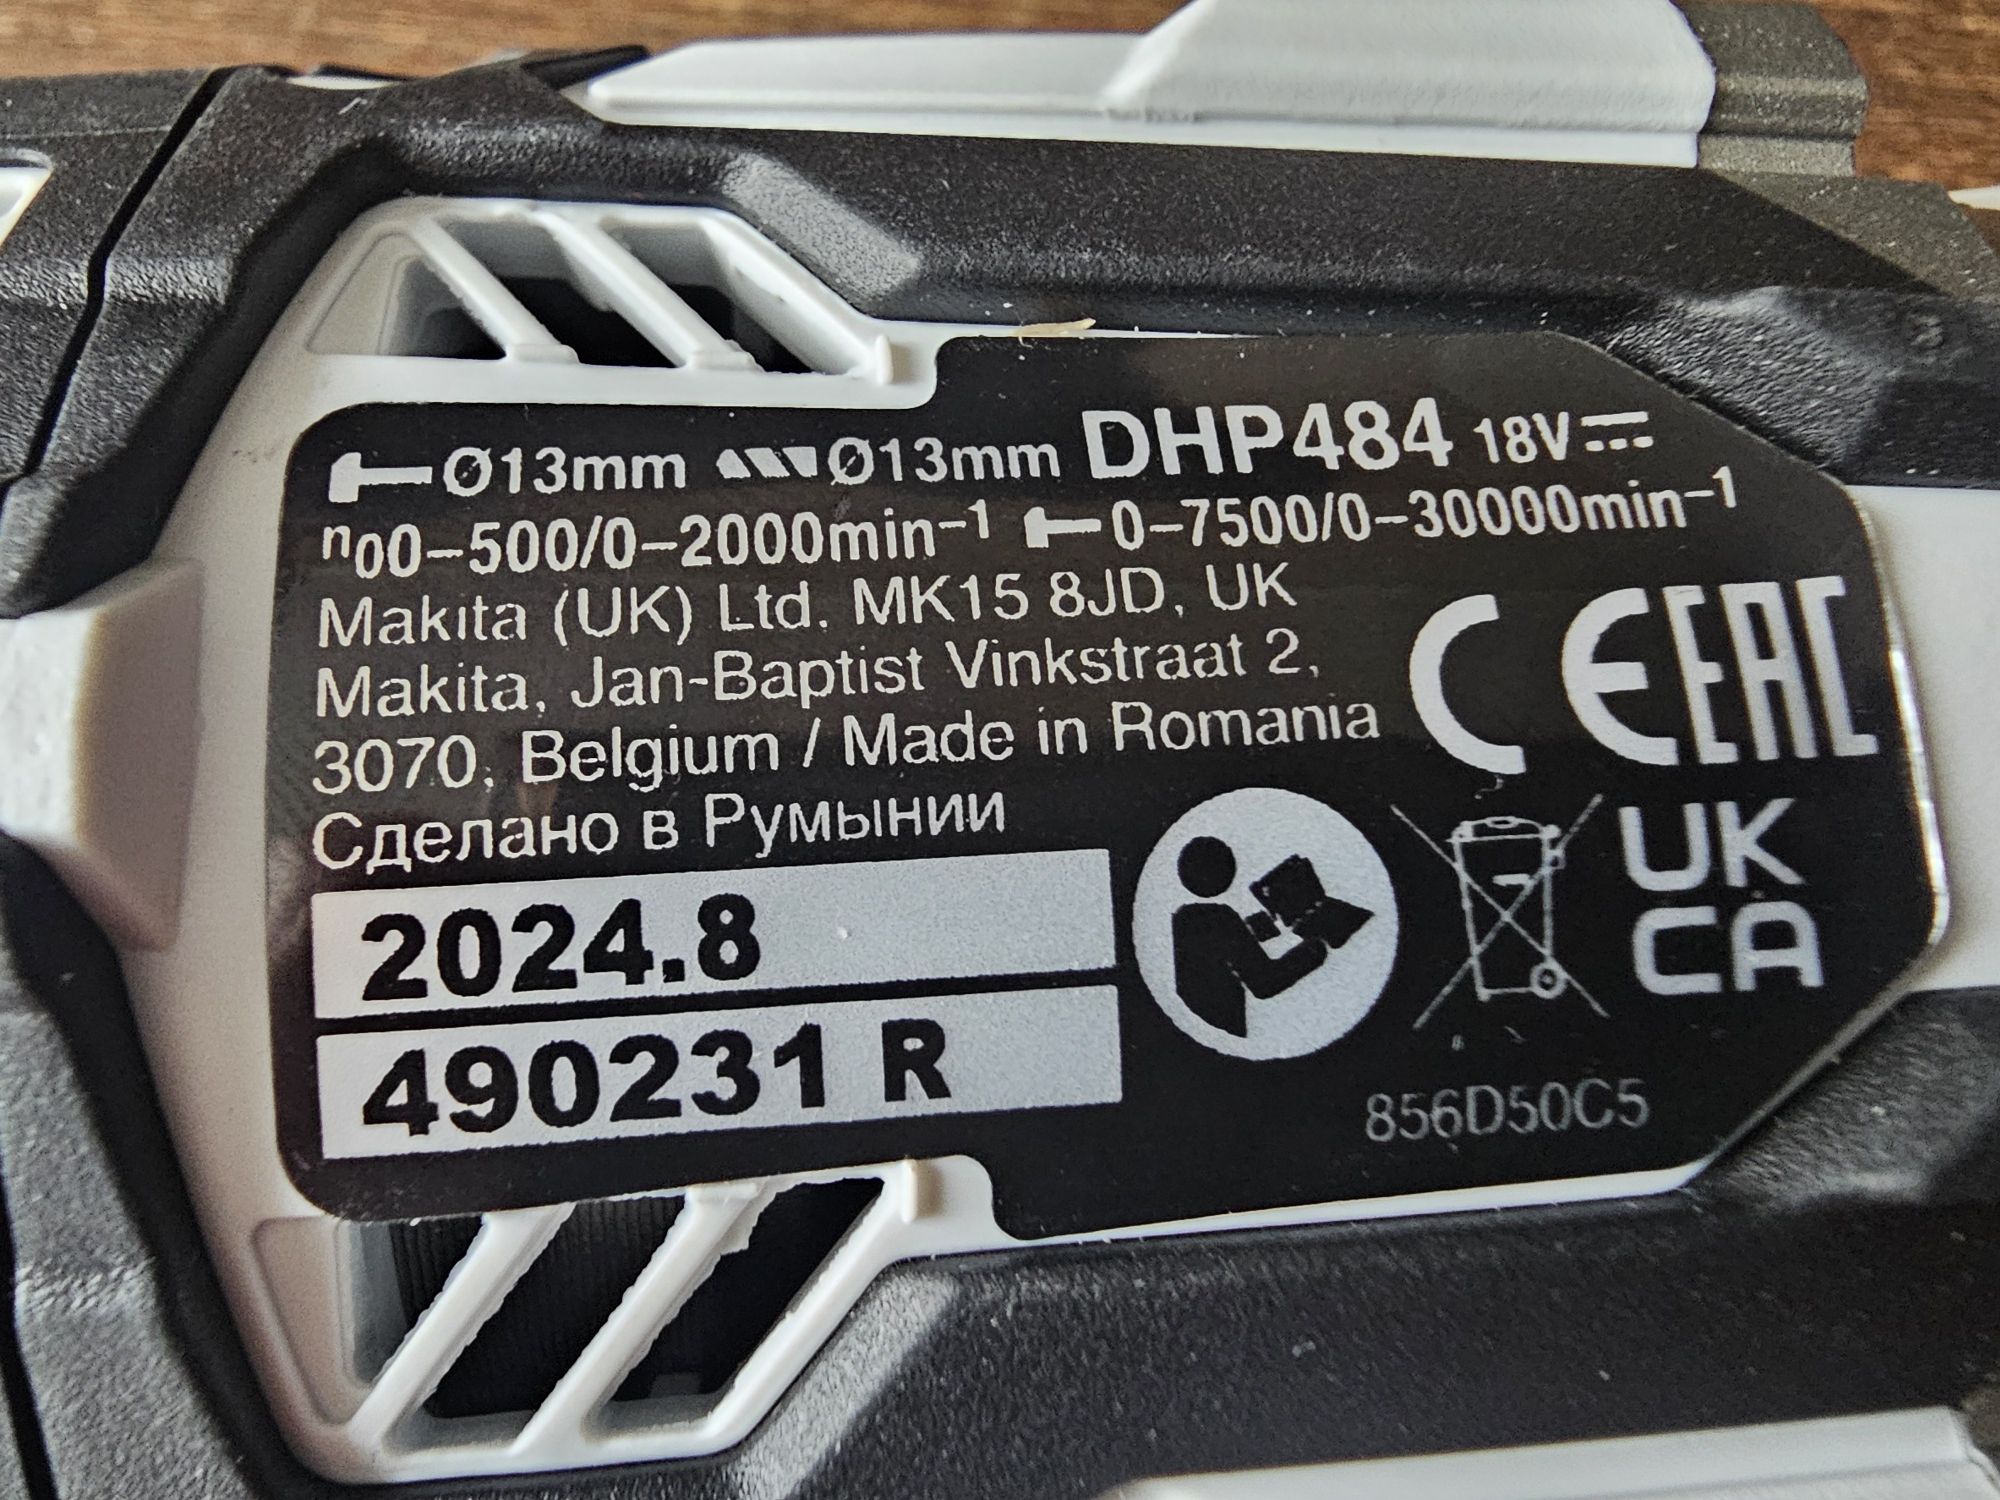 Ø13mm Ø13mm DHP484 18V
n00-500/0-2000min-1 0-7500/0-30000min-1
Makita (UK) Ltd. MK15 8JD, UK
Makita, Jan-Baptist Vinkstraat 2,
3070, Belgium / Made in Romania
Сделано в Румынии
CE EAC
UK
CA
2024.8
490231 R
856D50C5